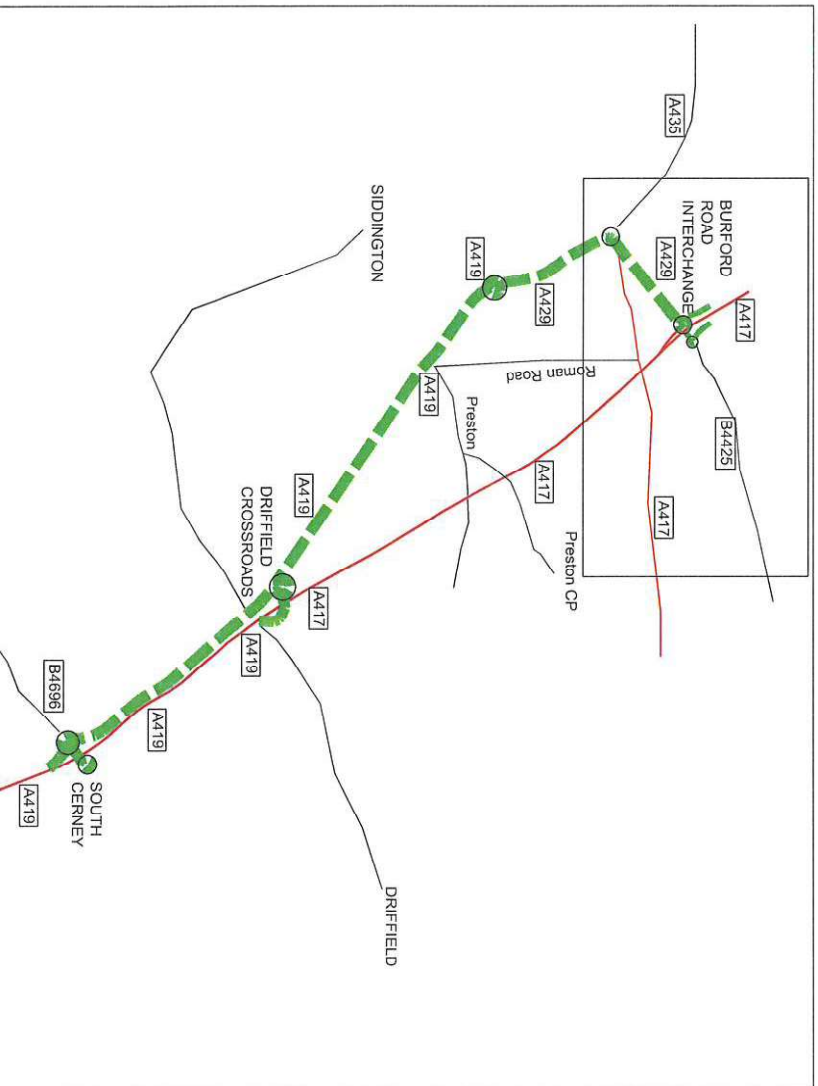 A435
BURFORD
ROAD
INTERCHANGE
A417
A429
B4425
A419
A429
A417
SIDDINGTON
Roman Road
A419
Preston
A417
Preston CP
A419
DRIFFIELD
CROSSROADS
A417
A419
B4696
A419
SOUTH
CERNEY
A419
DRIFFIELD